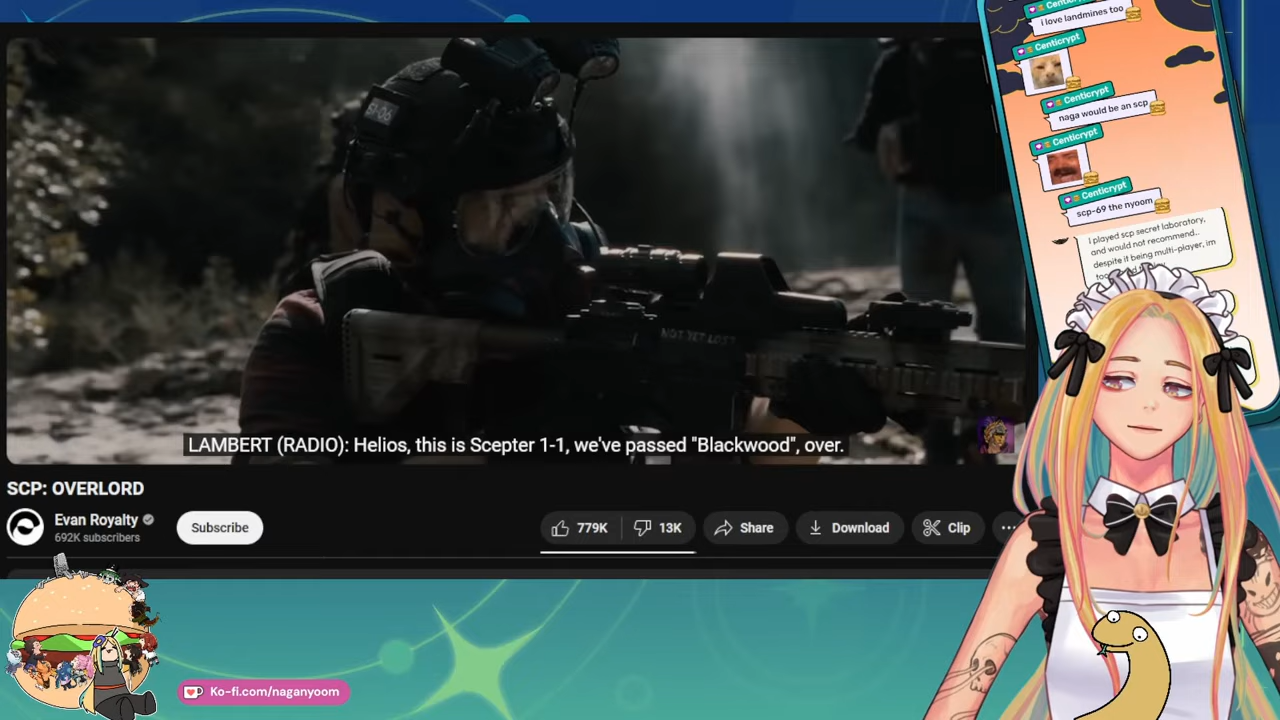 Centicrypt
i love landmines too
Centicrypt
Centicrypt
naga would be an scp
Centicrypt
Centicrypt
scp-69 the nyoom
I played scp secret laboratory,
and would not recommend..
despite it being multi-player, im
NOT YET LOST
LAMBERT (RADIO): Helios, this is Scepter 1-1, we've passed "Blackwood", over.
SCP: OVERLORD
Evan Royalty
692K subscribers
Subscribe
779K
13K
Share
Download
Clip
Ko-fi.com/naganyoom